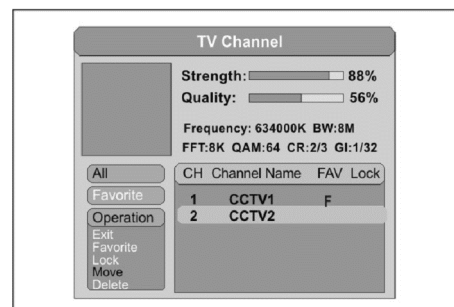 TV Channel
Strength: 88%
Quality: 56%
Frequency: 634000K BW:8M
FFT:8K QAM:64 CR:2/3 GI:1/32
All
Favorite
Operation
Exit
Favorite
Lock
Move
Delete
CH Channel Name FAV Lock
1 CCTV1 F
2 CCTV2